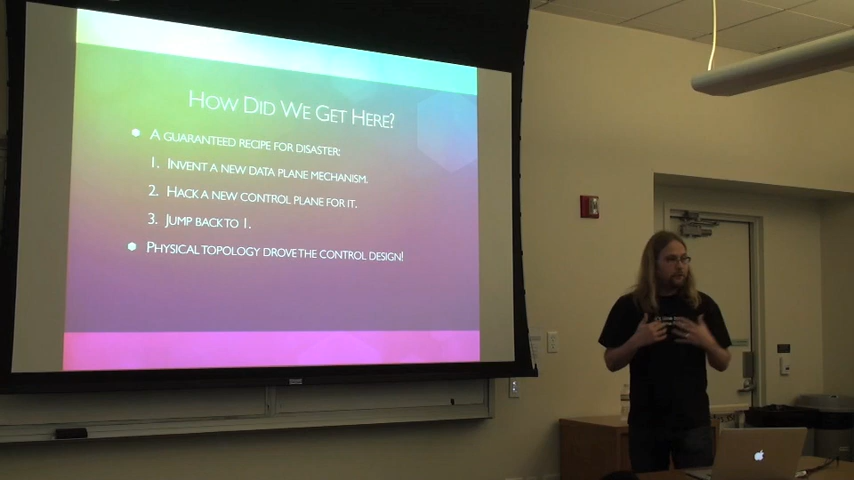 How Did We Get Here?
A guaranteed recipe for disaster:
1. Invent a new data plane mechanism.
2. Hack a new control plane for it.
3. Jump back to 1.
Physical topology drove the control design!